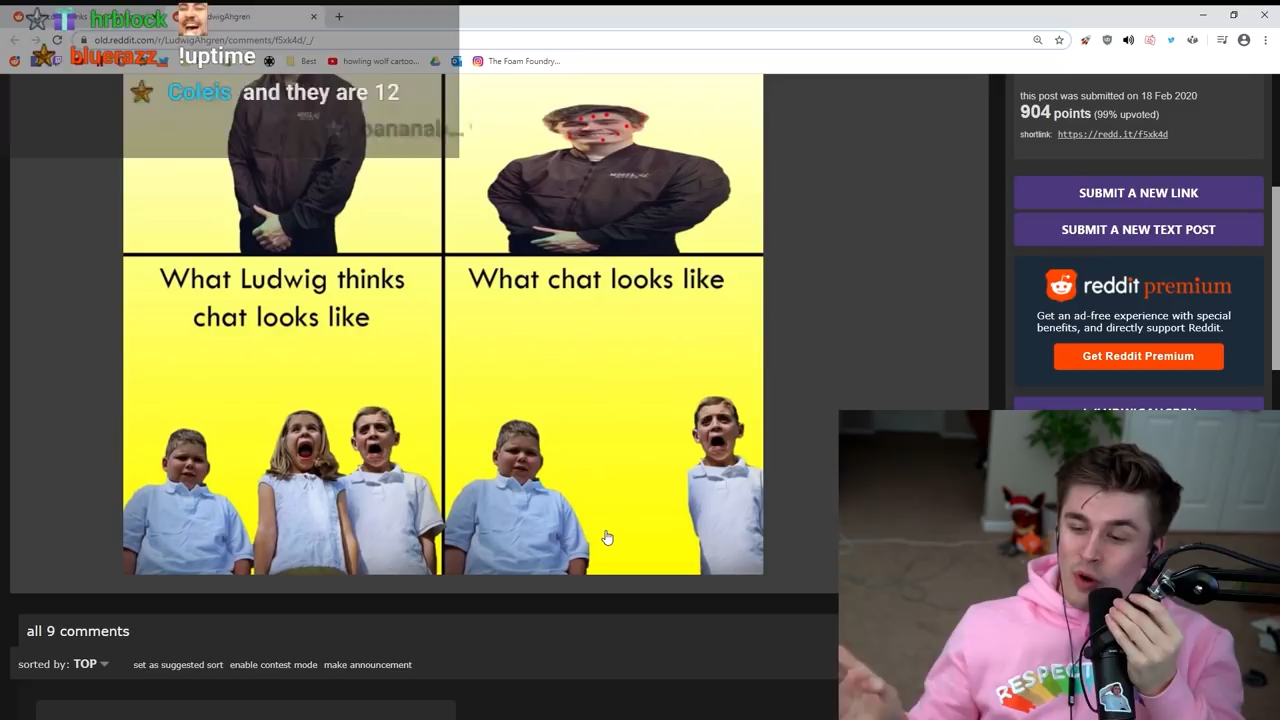 LudwigAhgren
hrblock
old.reddit.com/r/LudwigAhgren/comments/f5xk4d/_/
bluerazz_ !uptime
Best
howling wolf cartoo...
The Foam Foundry...
Coleis and they are 12
bananab_
this post was submitted on 18 Feb 2020
904 points (99% upvoted)
shortlink: https://redd.it/f5xk4d
SUBMIT A NEW LINK
SUBMIT A NEW TEXT POST
reddit premium
Get an ad-free experience with special
benefits, and directly support Reddit.
Get Reddit Premium
What Ludwig thinks
chat looks like
What chat looks like
all 9 comments
sorted by: TOP
set as suggested sort enable contest mode make announcement
RESPECT